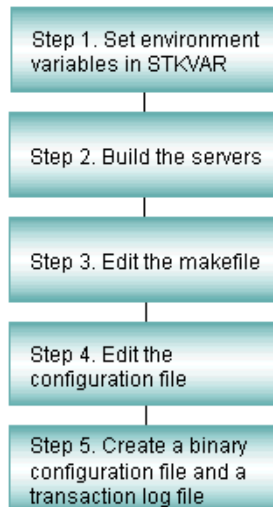 Step 1. Set environment
variables in STKVAR
Step 2. Build the servers
Step 3. Edit the makefile
Step 4. Edit the
configuration file
Step 5. Create a binary
configuration file and a
transaction log file